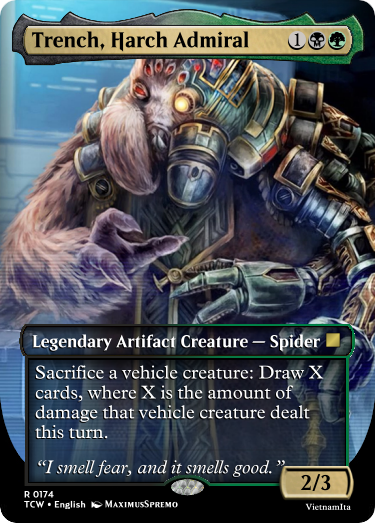 Trench, Harch Admiral 1
Legendary Artifact Creature — Spider
Sacrifice a vehicle creature: Draw X
cards, where X is the amount of
damage that vehicle creature dealt
this turn.
“I smell fear, and it smells good.”
2/3
R 0174
TCW • English MaximusSpremo
VietnamIta